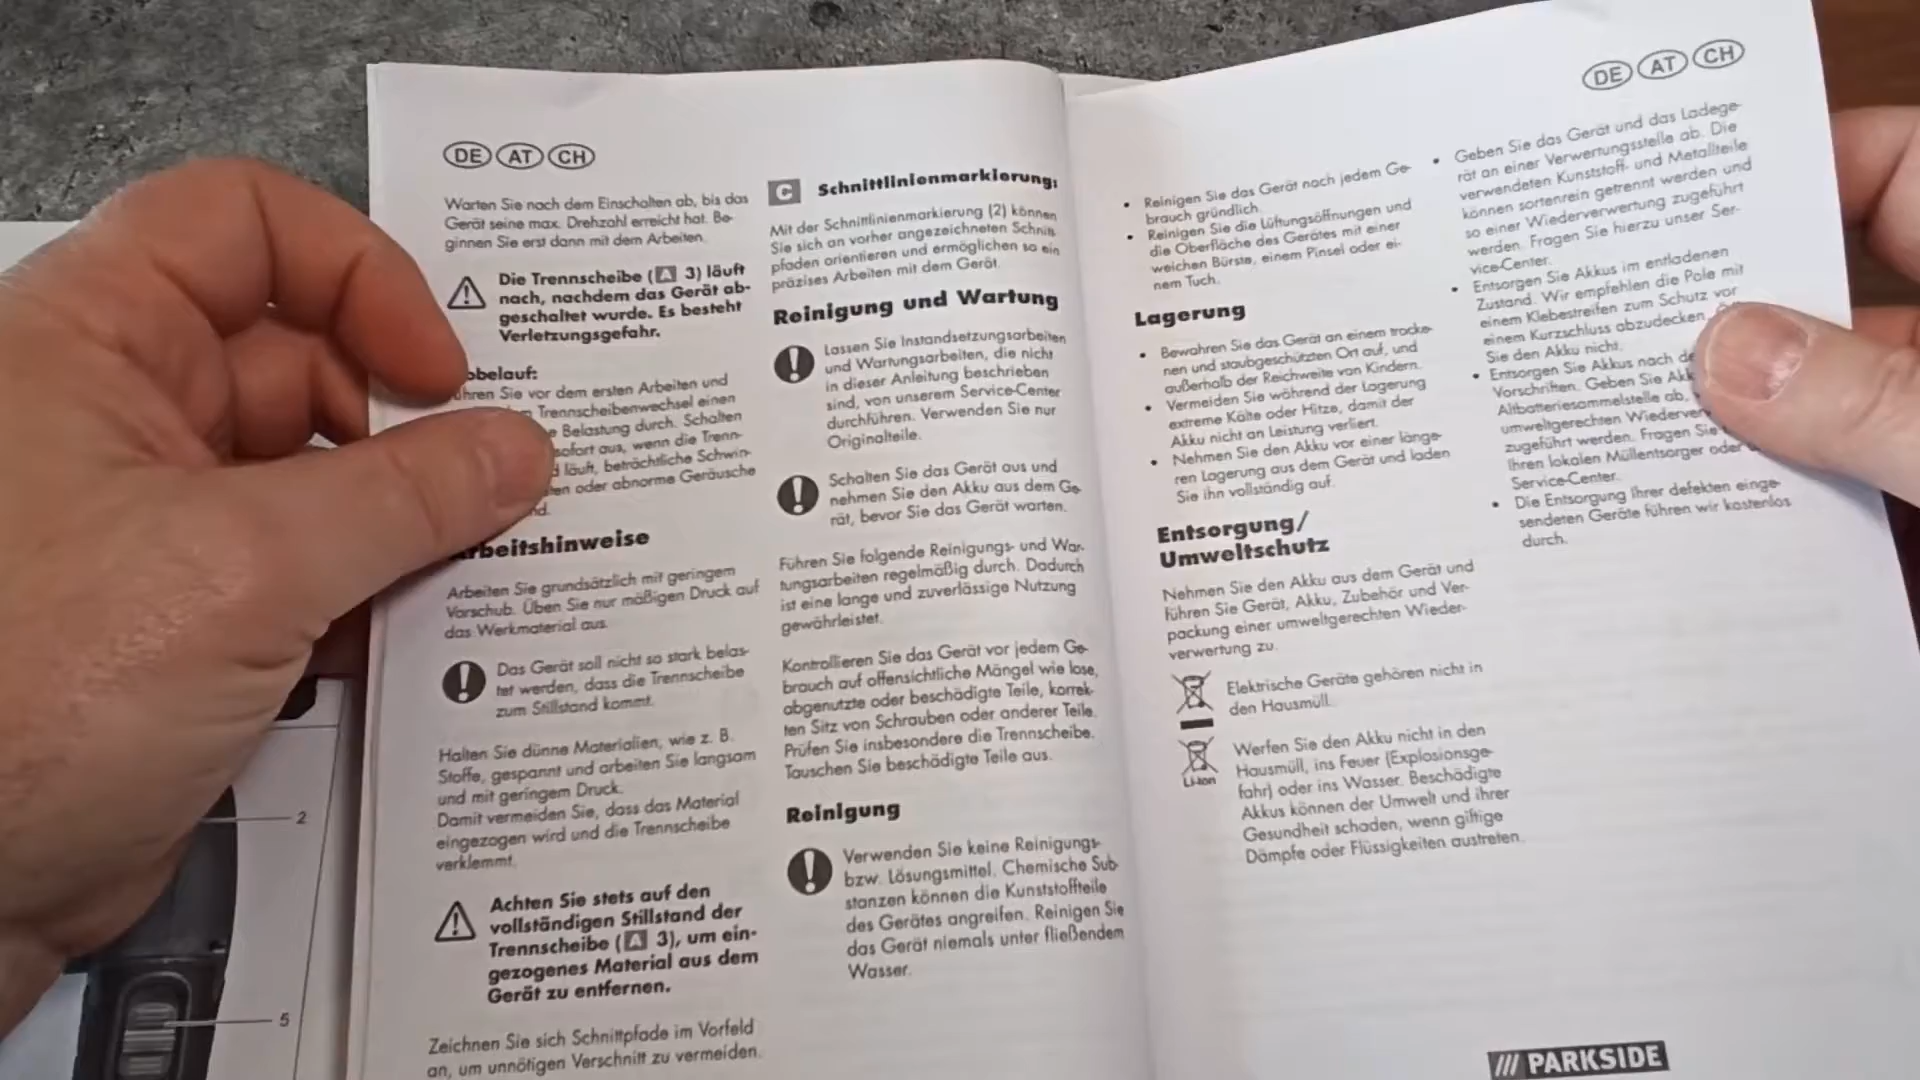 DE AT CH
Warten Sie nach dem Einschalten ab, bis das
Gerät seine max. Drehzahl erreicht hat. Be-
ginnen Sie erst dann mit dem Arbeiten.
Die Trennscheibe (A 3) läuft
nach, nachdem das Gerät ab-
geschaltet wurde. Es besteht
Verletzungsgefahr.
obelauf:
ühren Sie vor dem ersten Arbeiten und
Trennscheibenwechsel einen
e Belastung durch. Schalten
sofort aus, wenn die Trenn-
d läuft, beträchtliche Schwin-
ten oder abnorme Geräusche
nd.
Arbeitshinweise
Arbeiten Sie grundsätzlich mit geringem
Vorschub. Üben Sie nur mäßigen Druck auf
das Werkmaterial aus.
Das Gerät soll nicht so stark belas-
tet werden, dass die Trennscheibe
zum Stillstand kommt.
Halten Sie dünne Materialien, wie z. B.
Stoffe, gespannt und arbeiten Sie langsam
und mit geringem Druck.
Damit vermeiden Sie, dass das Material
eingezogen wird und die Trennscheibe
verklemmt.
Achten Sie stets auf den
vollständigen Stillstand der
Trennscheibe (A 3), um ein-
gezogenes Material aus dem
Gerät zu entfernen.
Zeichnen Sie sich Schnittpfade im Vorfeld
an, um unnötigen Verschnitt zu vermeiden.
C Schnittlinienmarkierung:
Mit der Schnittlinienmarkierung (2) können
Sie sich an vorher angezeichneten Schnitt-
pfaden orientieren und ermöglichen so ein
präzises Arbeiten mit dem Gerät.
Reinigung und Wartung
Lassen Sie Instandsetzungsarbeiten
und Wartungsarbeiten, die nicht
in dieser Anleitung beschrieben
sind, von unserem Service-Center
durchführen. Verwenden Sie nur
Originalteile.
Schalten Sie das Gerät aus und
nehmen Sie den Akku aus dem Ge-
rät, bevor Sie das Gerät warten.
Führen Sie folgende Reinigungs- und War-
tungsarbeiten regelmäßig durch. Dadurch
ist eine lange und zuverlässige Nutzung
gewährleistet.
Kontrollieren Sie das Gerät vor jedem Ge-
brauch auf offensichtliche Mängel wie lose,
abgenutzte oder beschädigte Teile, korrek-
ten Sitz von Schrauben oder anderer Teile.
Prüfen Sie insbesondere die Trennscheibe.
Tauschen Sie beschädigte Teile aus.
Reinigung
Verwenden Sie keine Reinigungs-
bzw. Lösungsmittel. Chemische Sub-
stanzen können die Kunststoffteile
des Gerätes angreifen. Reinigen Sie
das Gerät niemals unter fließendem
Wasser.
DE AT CH
• Reinigen Sie das Gerät nach jedem Ge-
brauch gründlich.
• Reinigen Sie die Lüftungsöffnungen und
die Oberfläche des Gerätes mit einer
weichen Bürste, einem Pinsel oder ei-
nem Tuch.
Lagerung
• Bewahren Sie das Gerät an einem trocke-
nen und staubgeschützten Ort auf, und
außerhalb der Reichweite von Kindern.
• Vermeiden Sie während der Lagerung
extreme Kälte oder Hitze, damit der
Akku nicht an Leistung verliert.
• Nehmen Sie den Akku vor einer länge-
ren Lagerung aus dem Gerät und laden
Sie ihn vollständig auf.
Entsorgung/
Umweltschutz
Nehmen Sie den Akku aus dem Gerät und
führen Sie Gerät, Akku, Zubehör und Ver-
packung einer umweltgerechten Wieder-
verwertung zu.
Elektrische Geräte gehören nicht in
den Hausmüll.
Li-Ion
Werfen Sie den Akku nicht in den
Hausmüll, ins Feuer (Explosionsge-
fahr) oder ins Wasser. Beschädigte
Akkus können der Umwelt und ihrer
Gesundheit schaden, wenn giftige
Dämpfe oder Flüssigkeiten austreten.
• Geben Sie das Gerät und das Ladege-
rät an einer Verwertungsstelle ab. Die
verwendeten Kunststoff- und Metallteile
können sortenrein getrennt werden und
so einer Wiederverwertung zugeführt
werden. Fragen Sie hierzu unser Ser-
vice-Center.
• Entsorgen Sie Akkus im entladenen
Zustand. Wir empfehlen die Pole mit
einem Klebestreifen zum Schutz vor
einem Kurzschluss abzudecken.
Sie den Akku nicht.
• Entsorgen Sie Akkus nach de
Vorschriften. Geben Sie Akk
Altbatteriesammelstelle ab,
umweltgerechten Wiederver
zugeführt werden. Fragen Sie
Ihren lokalen Müllentsorger oder
Service-Center.
• Die Entsorgung Ihrer defekten einge-
sendeten Geräte führen wir kostenlos
durch.
/// PARKSIDE
2
5